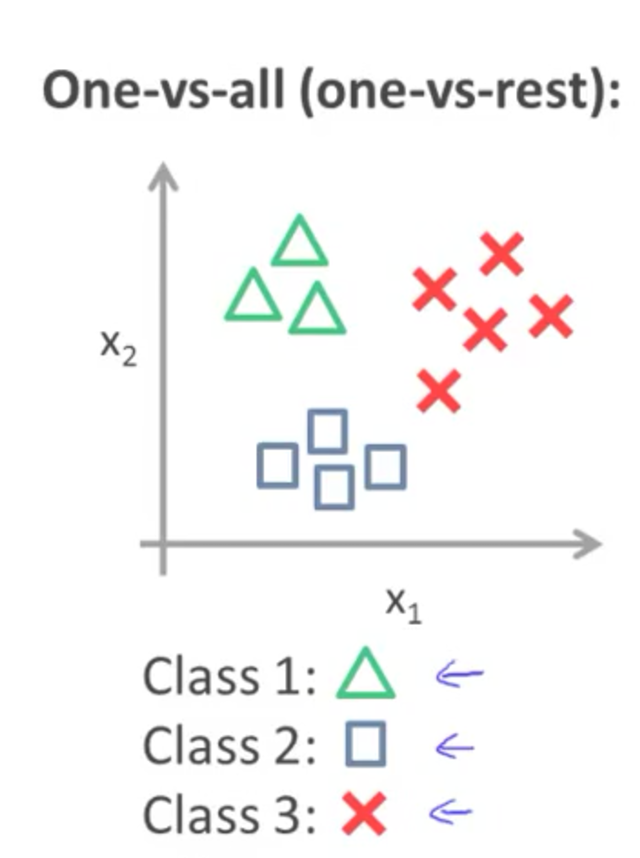 One-vs-all (one-vs-rest):
x₂
x₁
Class 1:
Class 2:
Class 3: